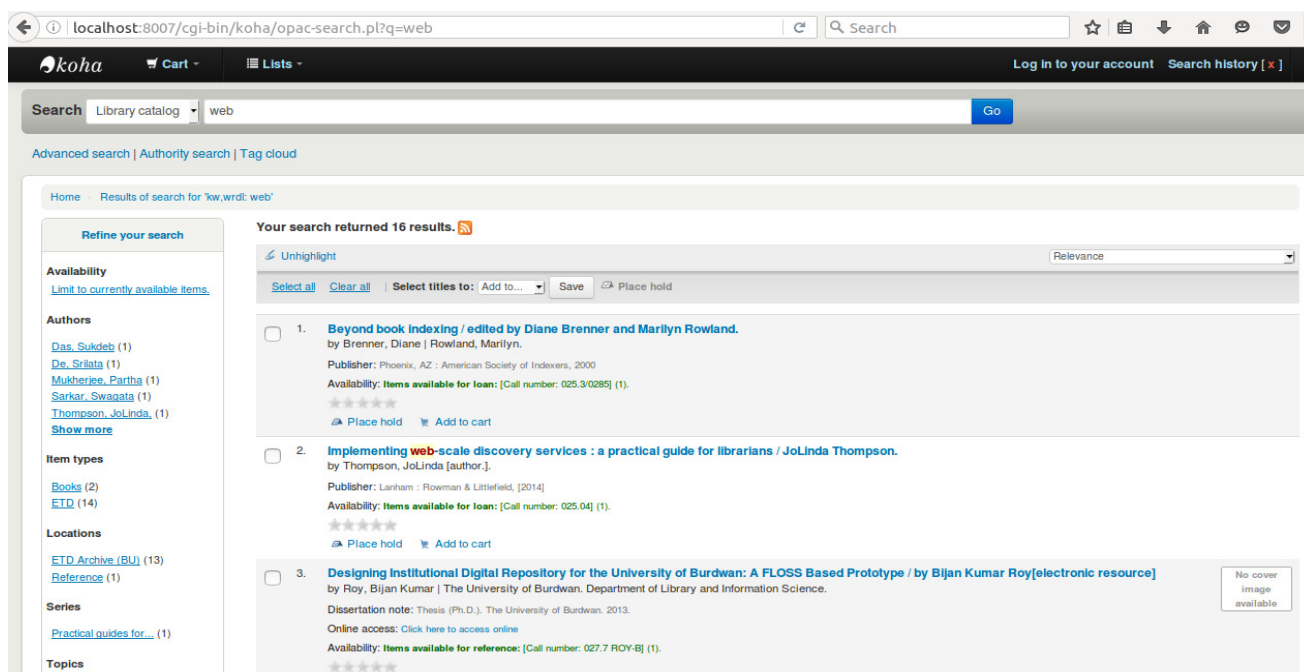 localhost:8007/cgi-bin/koha/opac-search.pl?q=web
Search
koha Cart Lists Log in to your account Search history [x]
Search Library catalog web Go
Advanced search | Authority search | Tag cloud
Home Results of search for 'kw,wrdl: web'
Refine your search
Availability
Limit to currently available items.
Authors
Das, Sukdeb (1)
De, Srilata (1)
Mukherjee, Partha (1)
Sarkar, Swagata (1)
Thompson, JoLinda, (1)
Show more
Item types
Books (2)
ETD (14)
Locations
ETD Archive (BU) (13)
Reference (1)
Series
Practical guides for... (1)
Topics
Your search returned 16 results.
Unhighlight Relevance
Select all Clear all | Select titles to: Add to... Save Place hold
1. Beyond book indexing / edited by Diane Brenner and Marilyn Rowland.
by Brenner, Diane | Rowland, Marilyn.
Publisher: Phoenix, AZ : American Society of Indexers, 2000
Availability: Items available for loan: [Call number: 025.3/0285] (1).
Place hold Add to cart
2. Implementing web-scale discovery services : a practical guide for librarians / JoLinda Thompson.
by Thompson, JoLinda [author.].
Publisher: Lanham : Rowman & Littlefield, [2014]
Availability: Items available for loan: [Call number: 025.04] (1).
Place hold Add to cart
3. Designing Institutional Digital Repository for the University of Burdwan: A FLOSS Based Prototype / by Bijan Kumar Roy[electronic resource]
by Roy, Bijan Kumar | The University of Burdwan. Department of Library and Information Science.
Dissertation note: Thesis (Ph.D.). The University of Burdwan. 2013.
Online access: Click here to access online
Availability: Items available for reference: [Call number: 027.7 ROY-B] (1).
No cover
image
available